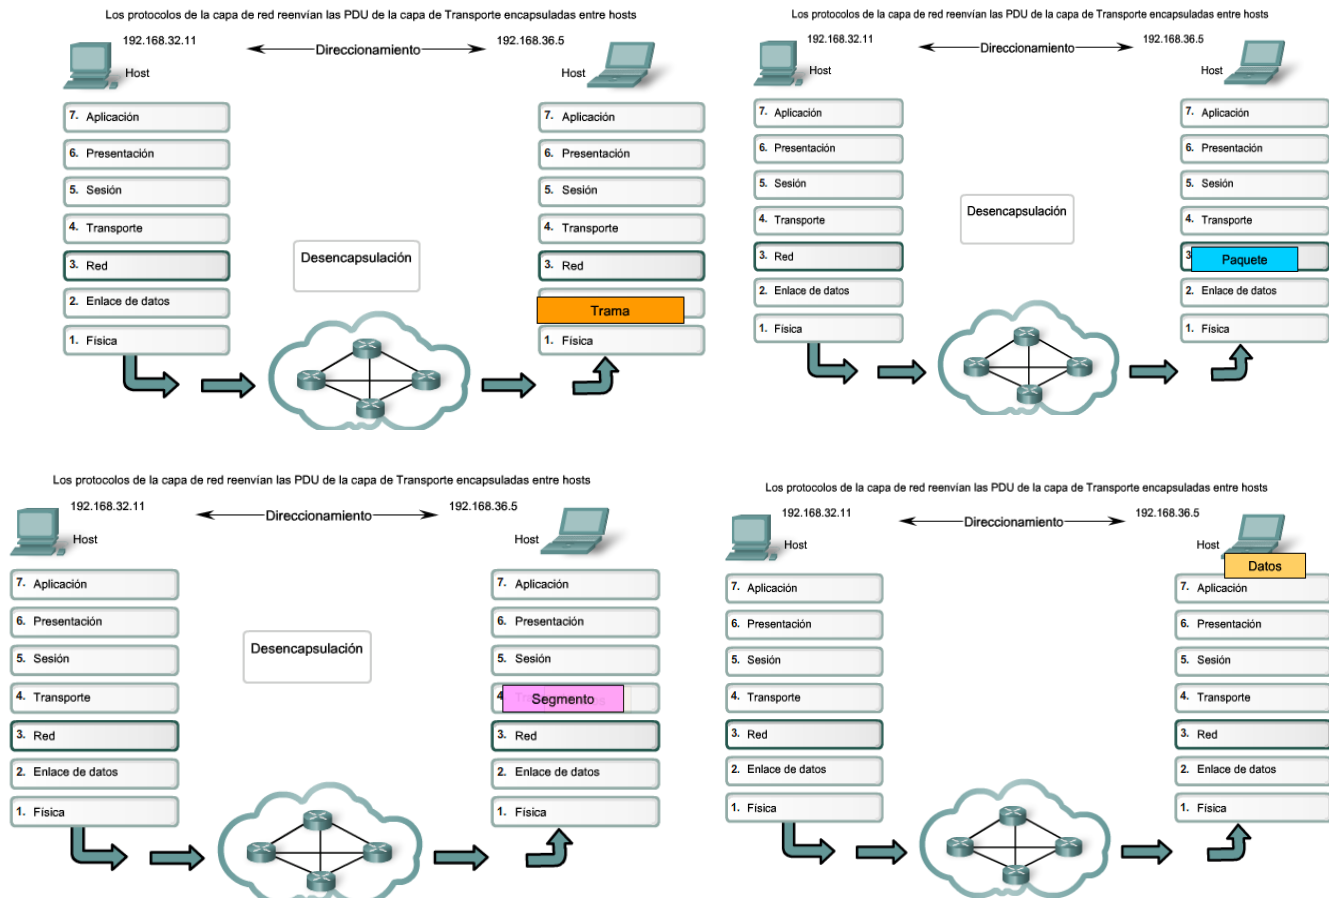 Los protocolos de la capa de red reenvían las PDU de la capa de Transporte encapsuladas entre hosts
192.168.32.11
Direccionamiento
192.168.36.5
Host
Host
7. Aplicación
7. Aplicación
6. Presentación
6. Presentación
5. Sesión
5. Sesión
4. Transporte
4. Transporte
Desencapsulación
3. Red
3. Red
2. Enlace de datos
Trama
1. Física
1. Física
Los protocolos de la capa de red reenvían las PDU de la capa de Transporte encapsuladas entre hosts
192.168.32.11
Direccionamiento
192.168.36.5
Host
Host
7. Aplicación
7. Aplicación
6. Presentación
6. Presentación
5. Sesión
5. Sesión
Desencapsulación
4. Transporte
4. Transporte
3. Red
3
Paquete
2. Enlace de datos
2. Enlace de datos
1. Física
1. Física
Los protocolos de la capa de red reenvían las PDU de la capa de Transporte encapsuladas entre hosts
192.168.32.11
Direccionamiento
192.168.36.5
Host
Host
7. Aplicación
7. Aplicación
6. Presentación
6. Presentación
Desencapsulación
5. Sesión
5. Sesión
4. Transporte
4
Segmento
3. Red
3. Red
2. Enlace de datos
2. Enlace de datos
1. Física
1. Física
Los protocolos de la capa de red reenvían las PDU de la capa de Transporte encapsuladas entre hosts
192.168.32.11
Direccionamiento
192.168.36.5
Host
Host
Datos
7. Aplicación
7. Aplicación
6. Presentación
6. Presentación
5. Sesión
5. Sesión
4. Transporte
4. Transporte
3. Red
3. Red
2. Enlace de datos
2. Enlace de datos
1. Física
1. Física